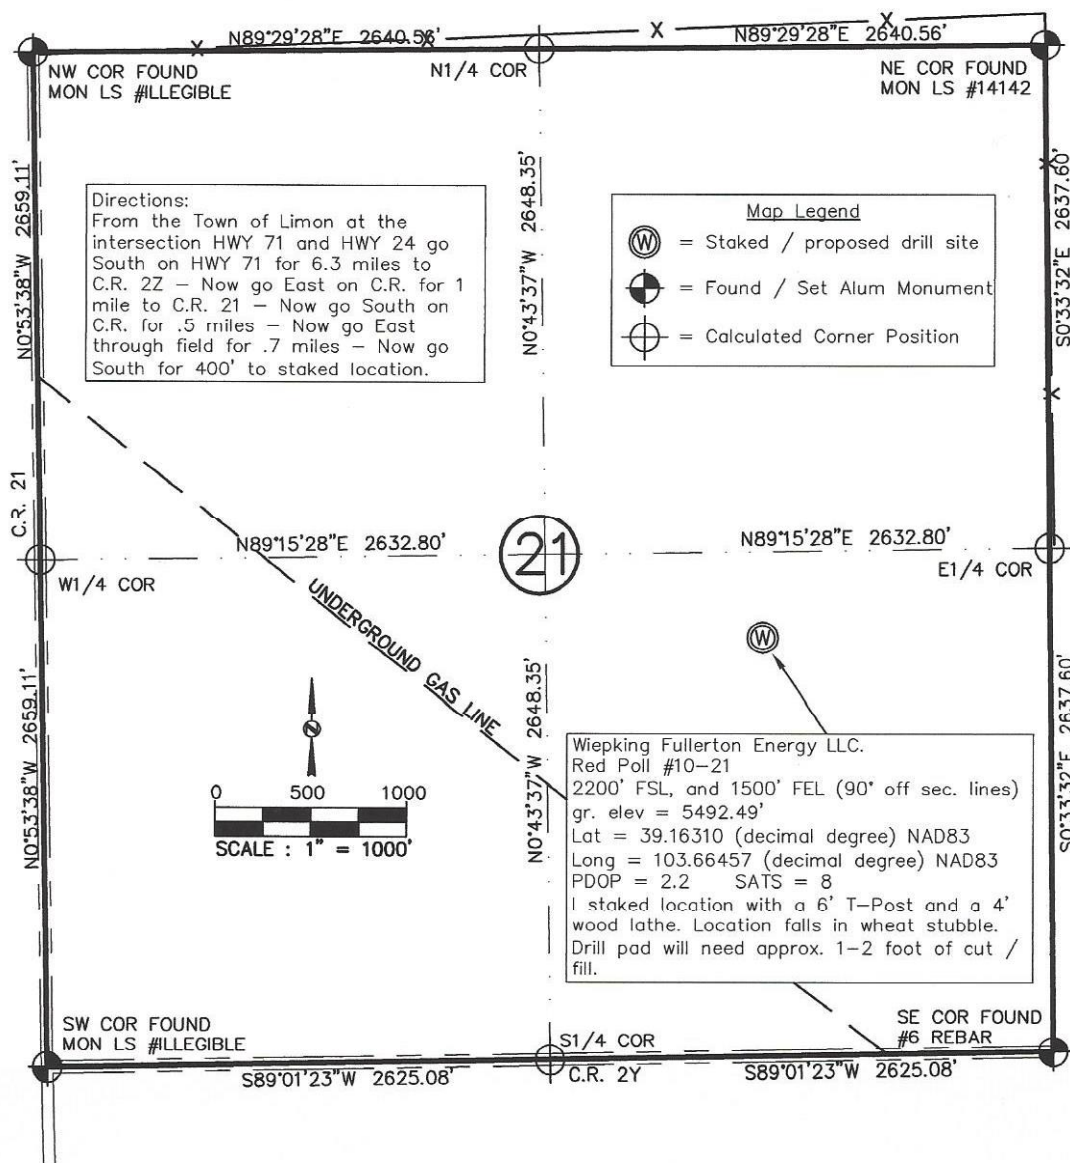 N89°29'28"E 2640.56'
N89°29'28"E 2640.56'
X X X X
NW COR FOUND
MON LS #ILLEGIBLE
N1/4 COR
NE COR FOUND
MON LS #14142
N0°53'38"W 2659.11'
N0°43'37"W 2648.35'
S0°33'32"E 2637.60'
X
X
Directions:
From the Town of Limon at the
intersection HWY 71 and HWY 24 go
South on HWY 71 for 6.3 miles to
C.R. 2Z – Now go East on C.R. for 1
mile to C.R. 21 – Now go South on
C.R. for .5 miles – Now go East
through field for .7 miles – Now go
South for 400' to staked location.
Map Legend
W = Staked / proposed drill site
= Found / Set Alum Monument
= Calculated Corner Position
C.R. 21
N89°15'28"E 2632.80'
21
N89°15'28"E 2632.80'
W1/4 COR
E1/4 COR
UNDERGROUND GAS LINE
W
N0°53'38"W 2659.11'
N0°43'37"W 2648.35'
S0°33'32"E 2637.60'
N
0 500 1000
SCALE : 1" = 1000'
Wiepking Fullerton Energy LLC.
Red Poll #10–21
2200' FSL, and 1500' FEL (90° off sec. lines)
gr. elev = 5492.49'
Lat = 39.16310 (decimal degree) NAD83
Long = 103.66457 (decimal degree) NAD83
PDOP = 2.2 SATS = 8
I staked location with a 6' T–Post and a 4'
wood lathe. Location falls in wheat stubble.
Drill pad will need approx. 1–2 foot of cut /
fill.
SW COR FOUND
MON LS #ILLEGIBLE
S1/4 COR
SE COR FOUND
#6 REBAR
S89°01'23"W 2625.08'
C.R. 2Y
S89°01'23"W 2625.08'